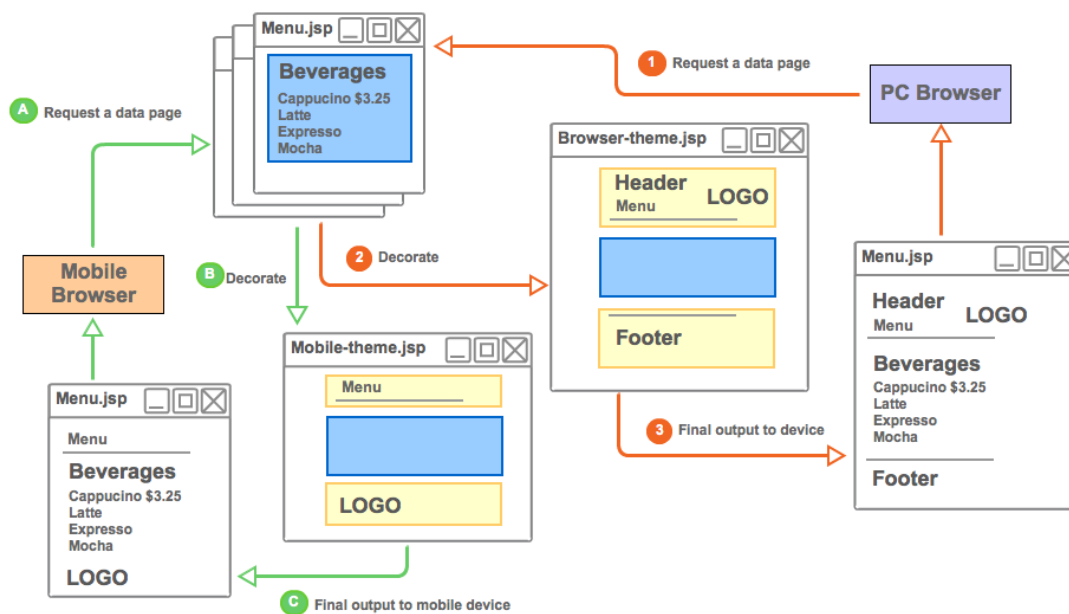 Menu.jsp
Beverages
Cappucino $3.25
Latte
Expresso
Mocha
A Request a data page
1 Request a data page
PC Browser
Browser-theme.jsp
Header
LOGO
Menu
Footer
2 Decorate
B Decorate
Mobile
Browser
Mobile-theme.jsp
Menu
LOGO
Menu.jsp
Menu
Beverages
Cappucino $3.25
Latte
Expresso
Mocha
LOGO
C Final output to mobile device
3 Final output to device
Menu.jsp
Header
LOGO
Menu
Beverages
Cappucino $3.25
Latte
Expresso
Mocha
Footer